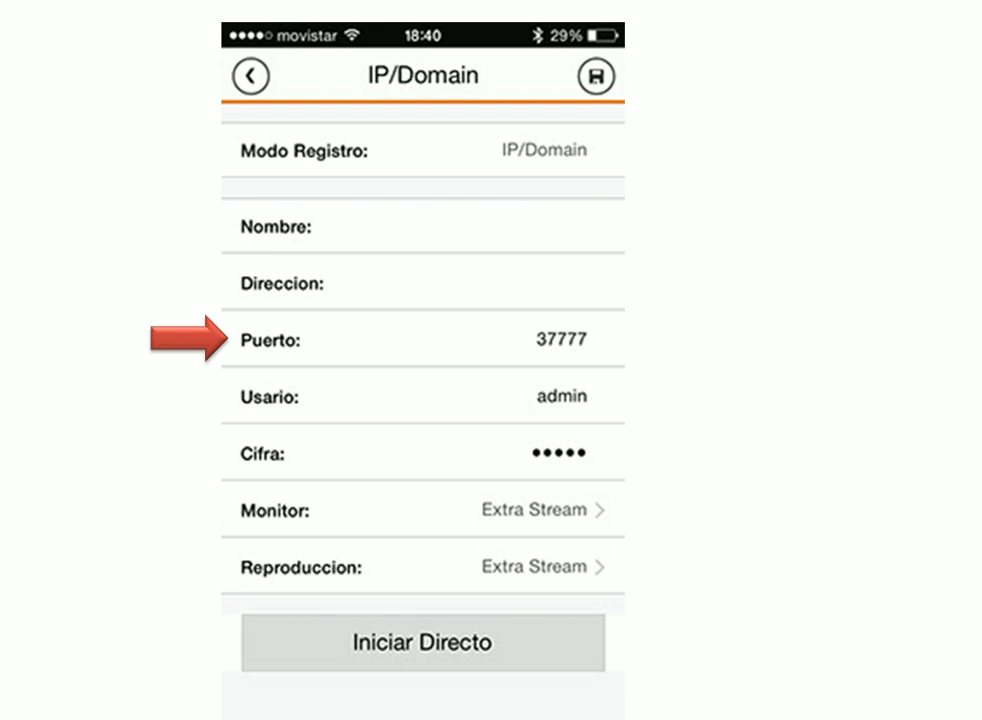 movistar 18:40 29%
IP/Domain
Modo Registro: IP/Domain
Nombre:
Direccion:
Puerto: 37777
Usario: admin
Cifra: •••••
Monitor: Extra Stream
Reproduccion: Extra Stream
Iniciar Directo